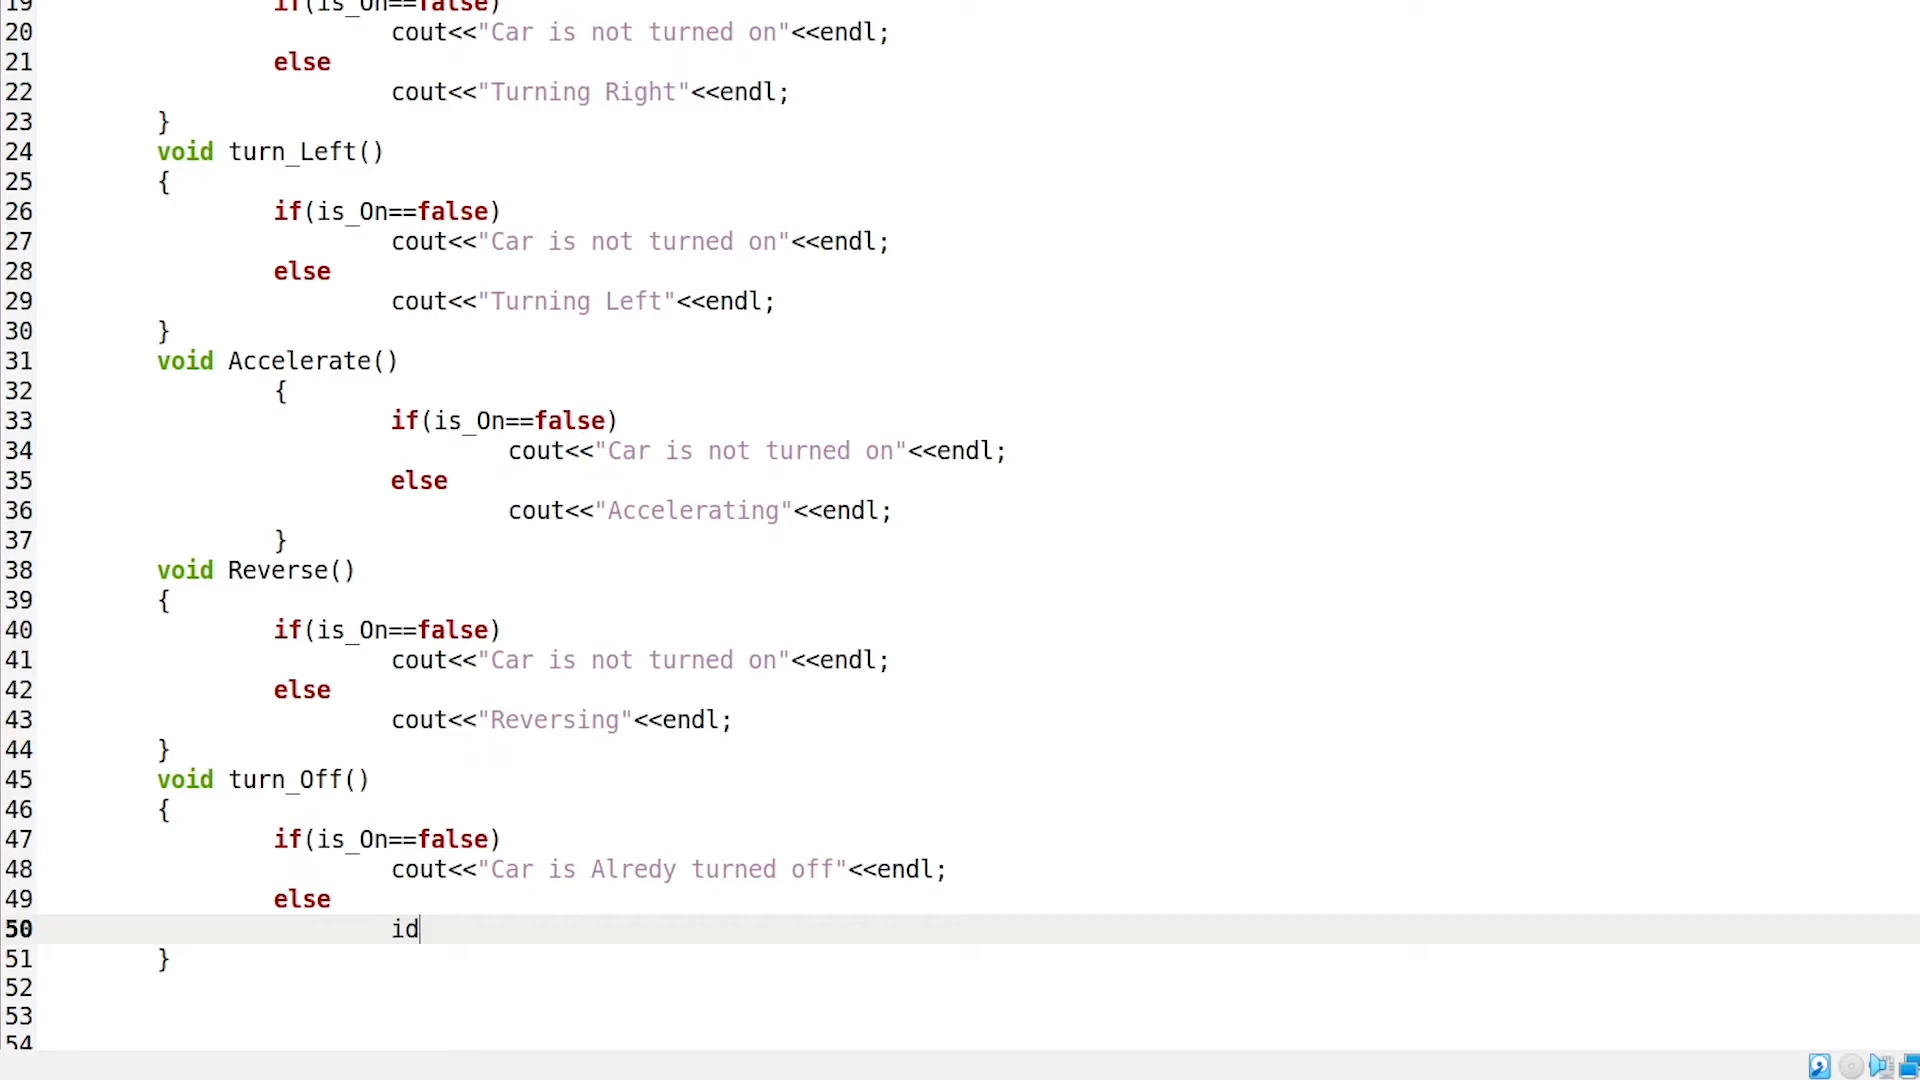 19 if(is_On==false)
20 cout<<"Car is not turned on"<<endl;
21 else
22 cout<<"Turning Right"<<endl;
23 }
24 void turn_Left()
25 {
26 if(is_On==false)
27 cout<<"Car is not turned on"<<endl;
28 else
29 cout<<"Turning Left"<<endl;
30 }
31 void Accelerate()
32 {
33 if(is_On==false)
34 cout<<"Car is not turned on"<<endl;
35 else
36 cout<<"Accelerating"<<endl;
37 }
38 void Reverse()
39 {
40 if(is_On==false)
41 cout<<"Car is not turned on"<<endl;
42 else
43 cout<<"Reversing"<<endl;
44 }
45 void turn_Off()
46 {
47 if(is_On==false)
48 cout<<"Car is Alredy turned off"<<endl;
49 else
50 id
51 }
52
53
54